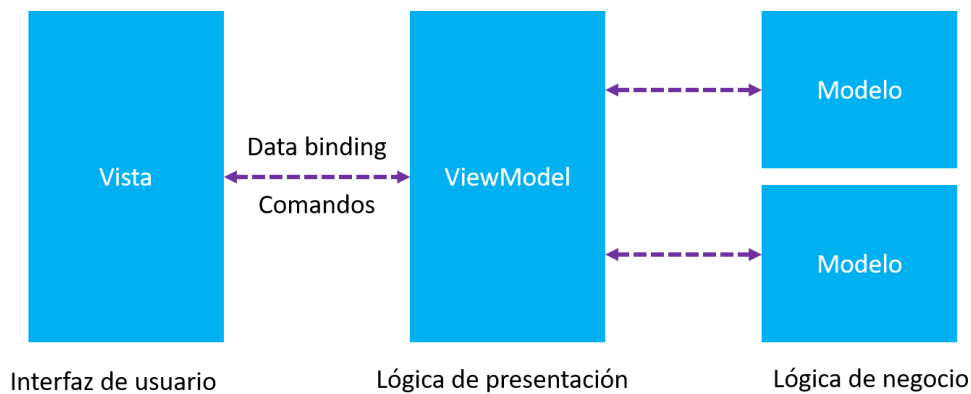 Vista
Data binding
Comandos
ViewModel
Modelo
Modelo
Interfaz de usuario
Lógica de presentación
Lógica de negocio